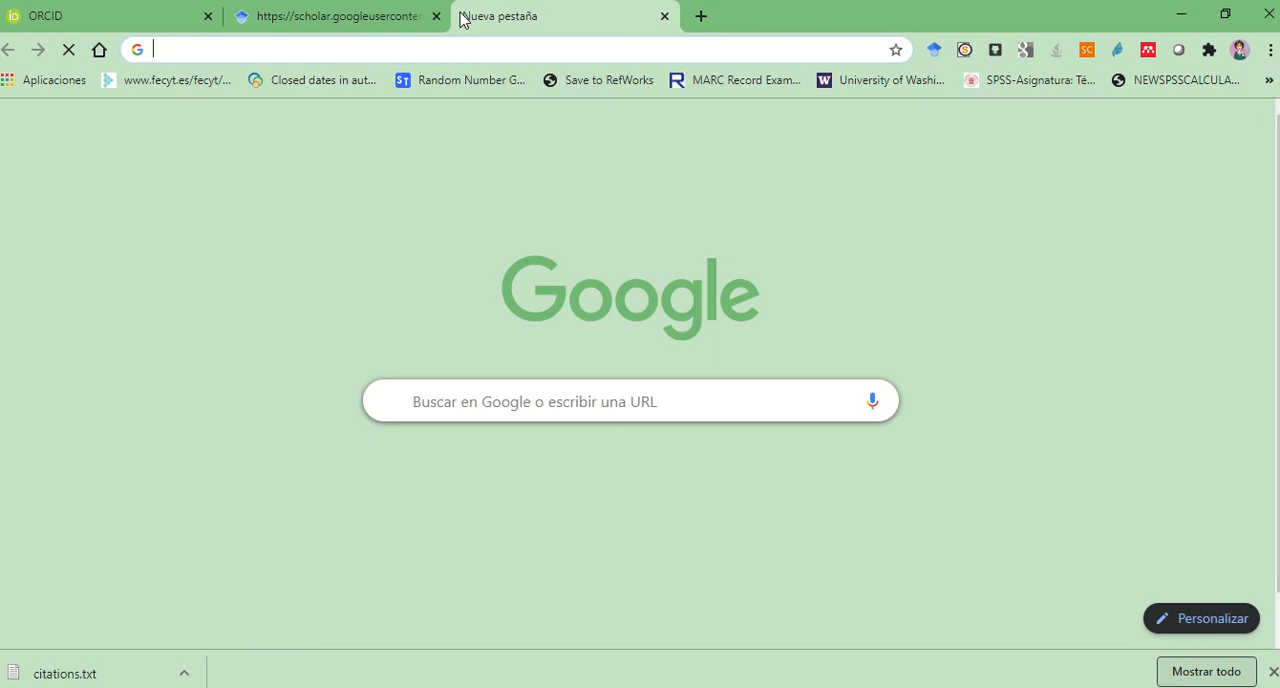 ORCID
https://scholar.googleuserconten
Nueva pestaña
Aplicaciones
www.fecyt.es/fecyt/...
Closed dates in aut...
ST Random Number G...
Save to RefWorks
R MARC Record Exam...
W University of Washi...
SPSS-Asignatura: Té...
NEWSPSSCALCULA...
»
Google
Buscar en Google o escribir una URL
Personalizar
citations.txt
Mostrar todo